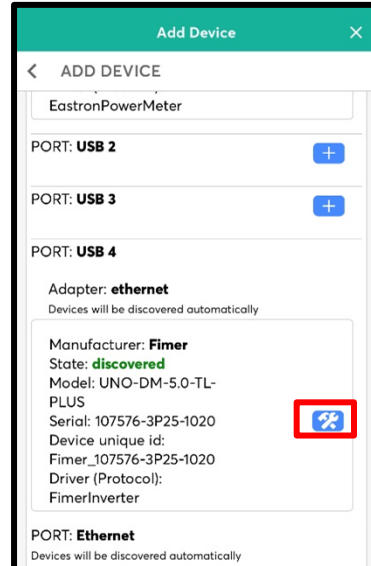 Add Device
ADD DEVICE
EastronPowerMeter
PORT: USB 2
PORT: USB 3
PORT: USB 4
Adapter: ethernet
Devices will be discovered automatically
Manufacturer: Fimer
State: discovered
Model: UNO-DM-5.0-TL-
PLUS
Serial: 107576-3P25-1020
Device unique id:
Fimer_107576-3P25-1020
Driver (Protocol):
FimerInverter
PORT: Ethernet
Devices will be discovered automatically